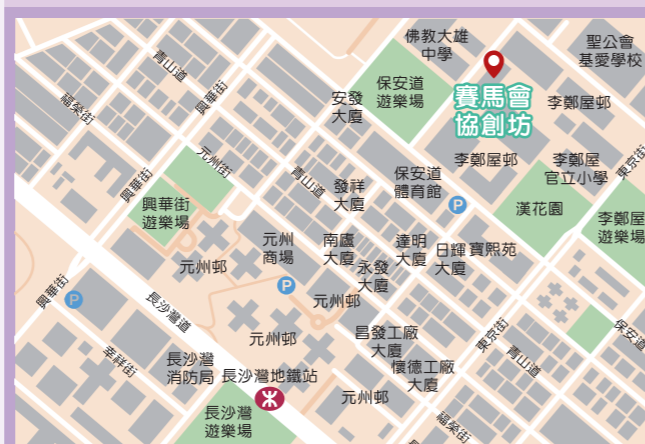 佛教大雄
中學
聖公會
基愛學校
青山道
興華街
福榮街
保安道
遊樂場
安發
大廈
賽馬會
協創坊
李鄭屋邨
元州街
李鄭屋邨
李鄭屋
官立小學
東京街
興華街
青山道
發祥
大廈
保安道
體育館
P
漢花園
李鄭屋
遊樂場
興華街
遊樂場
元州
商場
南廬
大廈
達明
大廈
日輝
大廈
寶熙苑
永發
大廈
元州邨
P
元州邨
興華街
P
長沙灣道
元州邨
昌發工廠
大廈
東京街
保安道
幸祥街
長沙灣
消防局
長沙灣地鐵站
懷德工廠
大廈
青山道
元州邨
長沙灣
遊樂場
福榮街